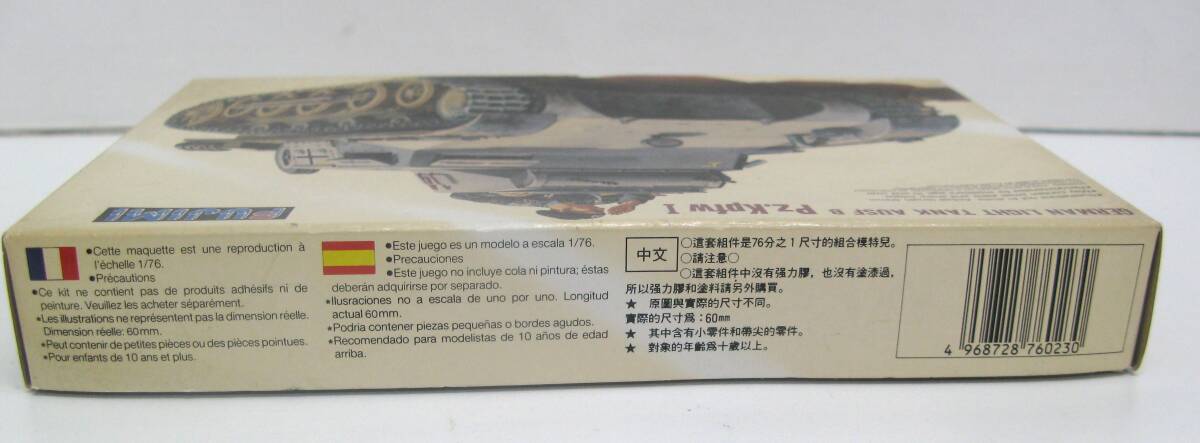 FUJIMI
GERMAN LIGHT TANK AUSF B Pz.Kpfw I
●Cette maquette est une reproduction à
l'échelle 1/76.
●Précautions
●Ce kit ne contient pas de produits adhésifs ni de
peinture. Veuillez les acheter séparément.
★Les illustrations ne représentent pas la dimension réelle.
Dimension réelle: 60mm.
★Peut contenir de petites pièces ou des pièces pointues.
★Pour enfants de 10 ans et plus.
●Este juego es un modelo a escala 1/76.
●Precauciones
●Este juego no incluye cola ni pintura; éstas
deberán adquirirse por separado.
★Ilusraciones no a escala de uno por uno. Longitud
actual 60mm.
★Podria contener piezas pequeñas o bordes agudos.
★Recomendado para modelistas de 10 años de edad
arriba.
中文
○這套組件是76分之1尺寸的組合模特兒。
○請注意○
○這套組件中沒有强力膠，也沒有塗漆過，
所以强力膠和塗料請另外購買。
★ 原圖與實際的尺寸不同。
實際的尺寸爲：60mm
★ 其中含有小零件和帶尖的零件。
★ 對象的年齡爲十歲以上。
4 968728 760230